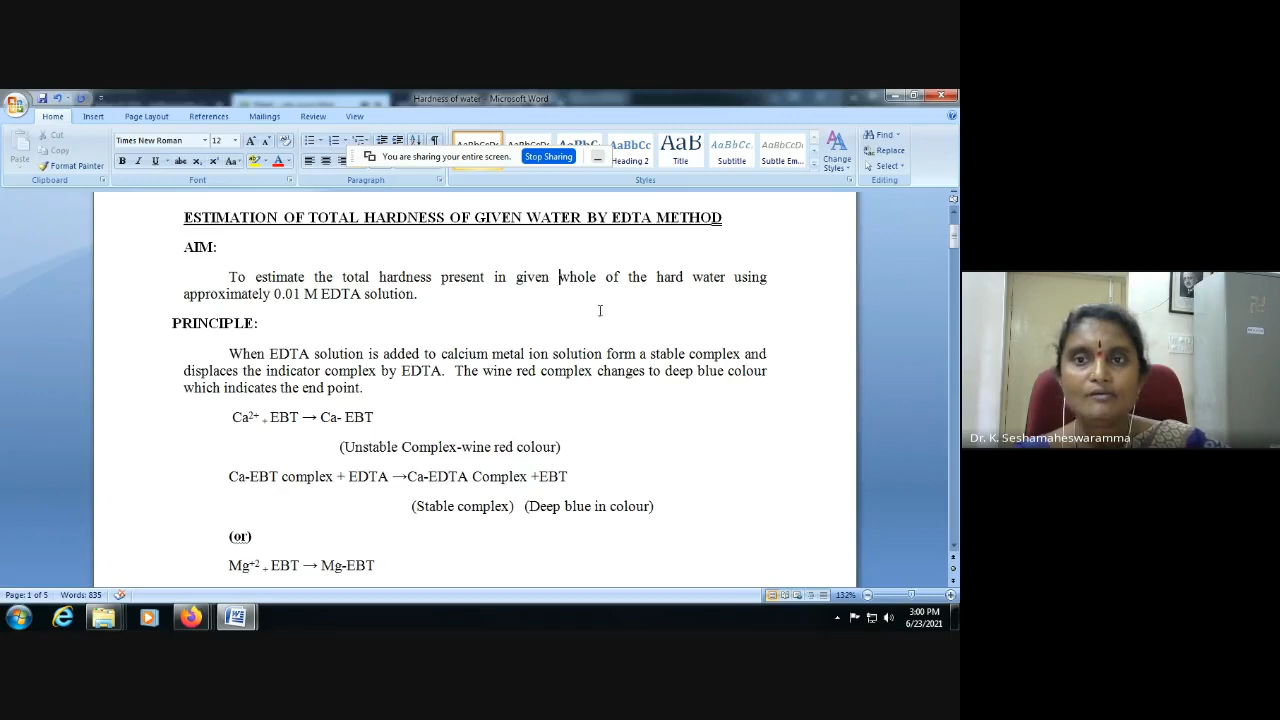 Hardness of water - Microsoft Word
Home Insert Page Layout References Mailings Review View
Cut
Copy
Format Painter
Paste
Times New Roman 12
You are sharing your entire screen. Stop Sharing
Heading 2 Title Subtitle Subtle Em...
Change Styles
Find
Replace
Select
Clipboard Font Paragraph Styles Editing
ESTIMATION OF TOTAL HARDNESS OF GIVEN WATER BY EDTA METHOD
AIM:
To estimate the total hardness present in given whole of the hard water using
approximately 0.01 M EDTA solution.
PRINCIPLE:
When EDTA solution is added to calcium metal ion solution form a stable complex and
displaces the indicator complex by EDTA. The wine red complex changes to deep blue colour
which indicates the end point.
Ca2+ + EBT → Ca- EBT
(Unstable Complex-wine red colour)
Ca-EBT complex + EDTA →Ca-EDTA Complex +EBT
(Stable complex) (Deep blue in colour)
(or)
Mg+2 + EBT → Mg-EBT
Page: 1 of 5 Words: 835 132%
3:00 PM
6/23/2021
Dr. K. Seshamaheswaramma